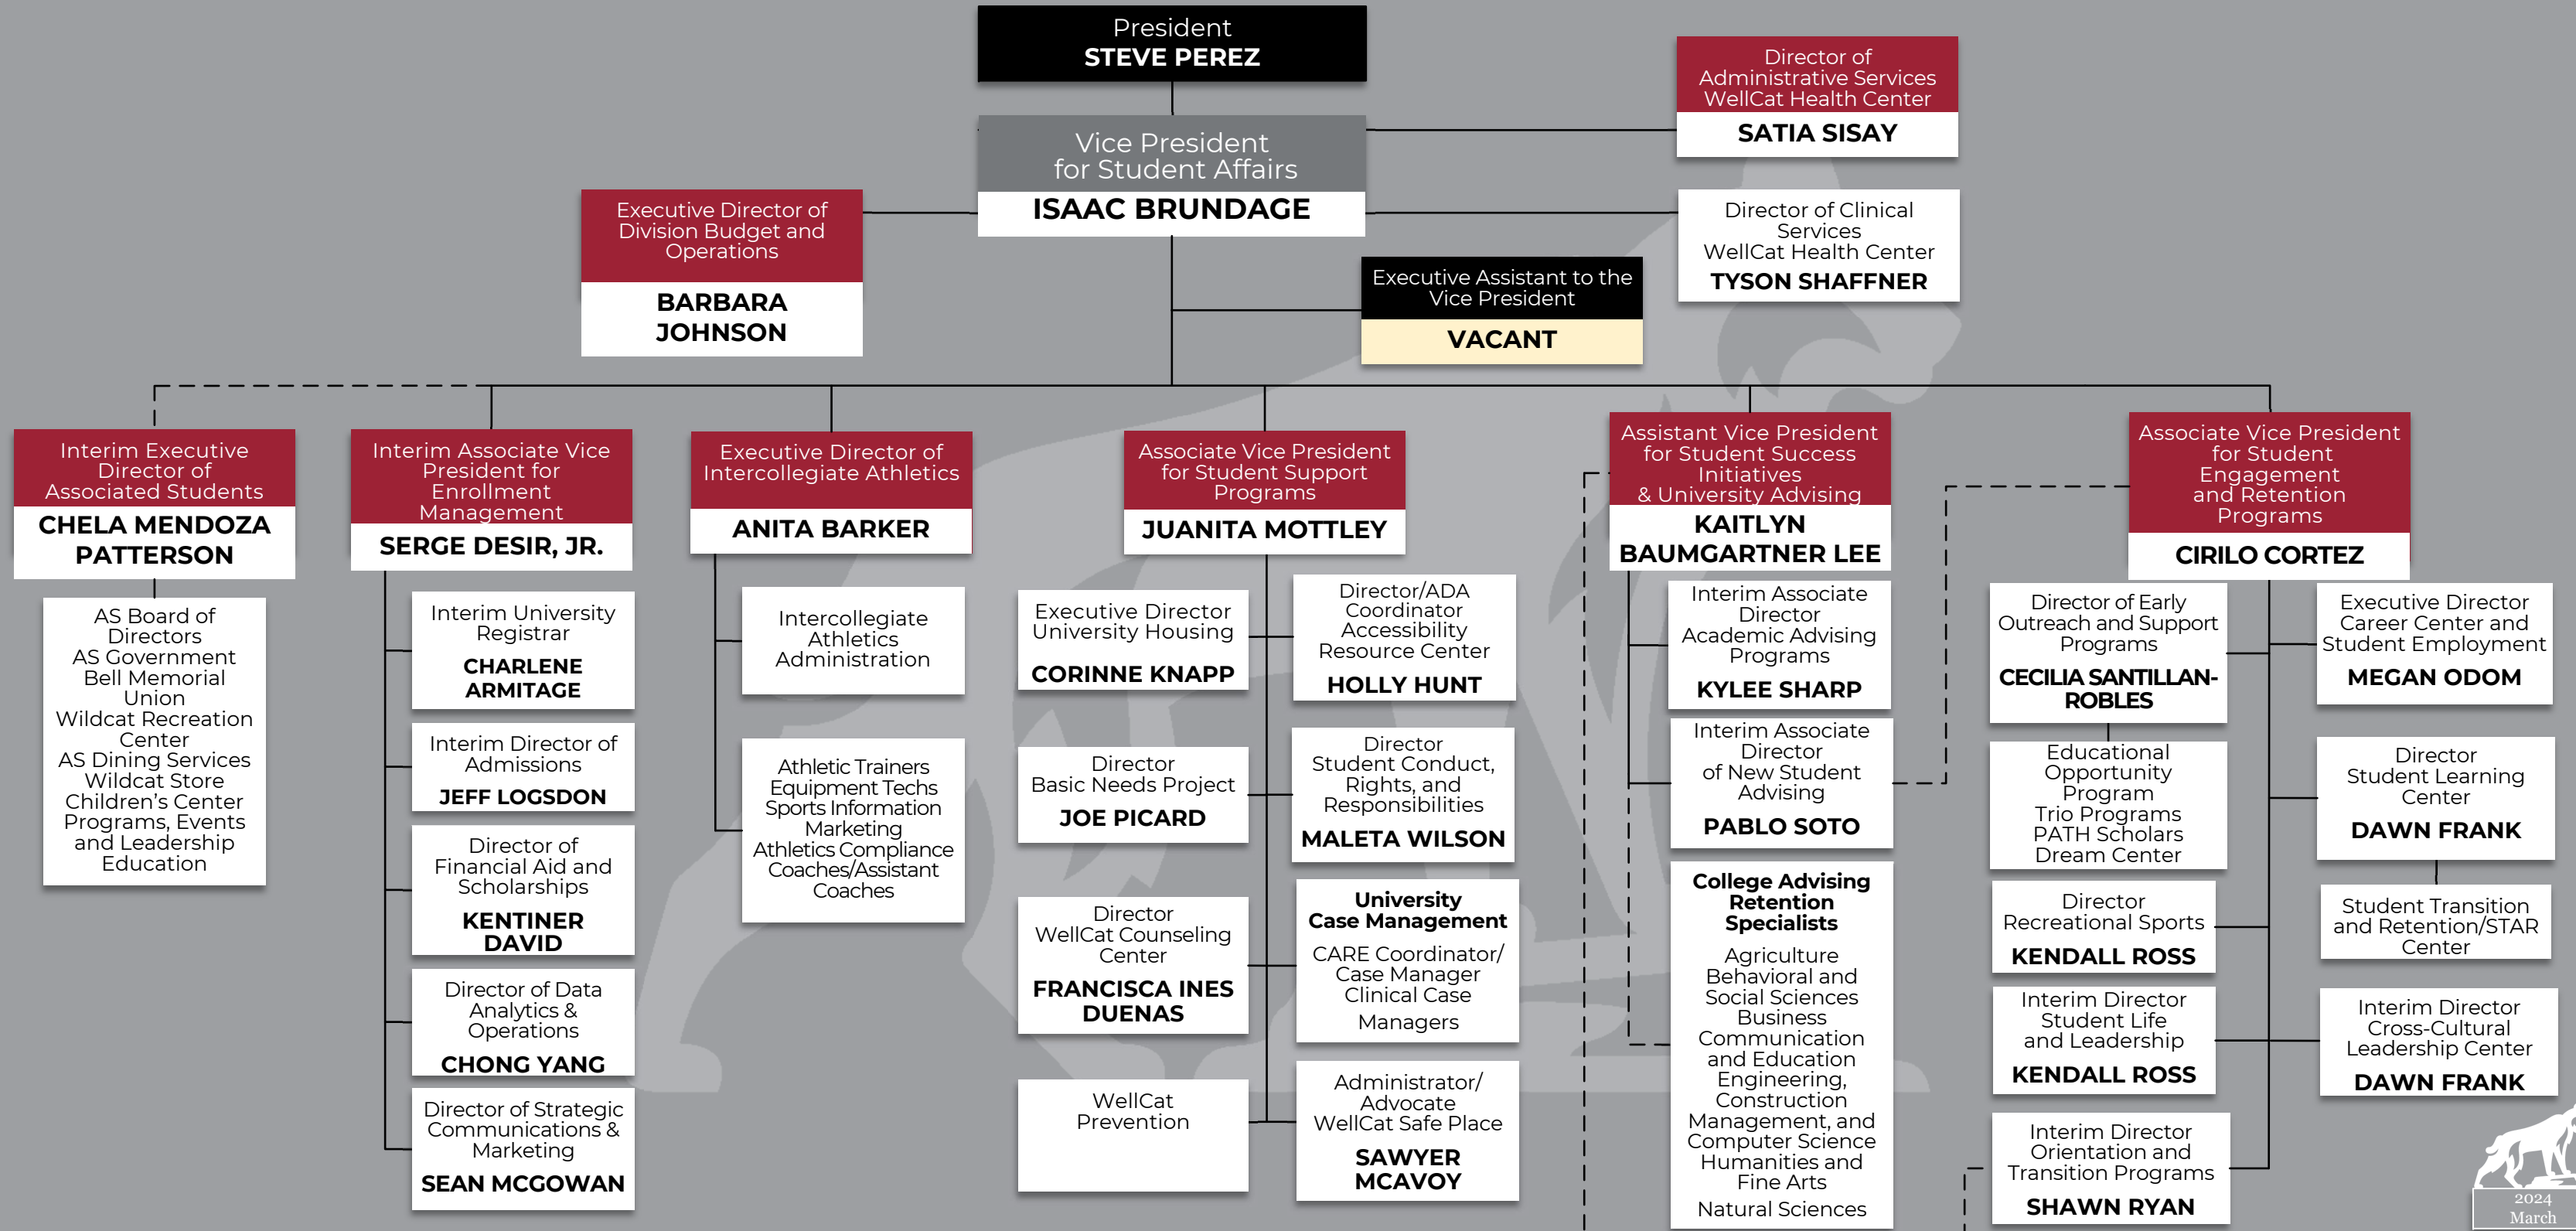 President
STEVE PEREZ
Vice President
for Student Affairs
ISAAC BRUNDAGE
Director of
Administrative Services
WellCat Health Center
SATIA SISAY
Executive Director of
Division Budget and
Operations
BARBARA
JOHNSON
Director of Clinical
Services
WellCat Health Center
TYSON SHAFFNER
Executive Assistant to the
Vice President
VACANT
Interim Executive
Director of
Associated Students
CHELA MENDOZA
PATTERSON
AS Board of
Directors
AS Government
Bell Memorial
Union
Wildcat Recreation
Center
AS Dining Services
Wildcat Store
Children's Center
Programs, Events
and Leadership
Education
Interim Associate Vice
President for
Enrollment
Management
SERGE DESIR, JR.
Interim University
Registrar
CHARLENE
ARMITAGE
Interim Director of
Admissions
JEFF LOGSDON
Director of
Financial Aid and
Scholarships
KENTINER
DAVID
Director of Data
Analytics &
Operations
CHONG YANG
Director of Strategic
Communications &
Marketing
SEAN MCGOWAN
Executive Director of
Intercollegiate Athletics
ANITA BARKER
Intercollegiate
Athletics
Administration
Athletic Trainers
Equipment Techs
Sports Information
Marketing
Athletics Compliance
Coaches/Assistant
Coaches
Associate Vice President
for Student Support
Programs
JUANITA MOTTLEY
Executive Director
University Housing
CORINNE KNAPP
Director/ADA
Coordinator
Accessibility
Resource Center
HOLLY HUNT
Director
Basic Needs Project
JOE PICARD
Director
Student Conduct,
Rights, and
Responsibilities
MALETA WILSON
Director
WellCat Counseling
Center
FRANCISCA INES
DUENAS
University
Case Management
CARE Coordinator/
Case Manager
Clinical Case
Managers
WellCat
Prevention
Administrator/
Advocate
WellCat Safe Place
SAWYER
MCAVOY
Assistant Vice President
for Student Success
Initiatives
& University Advising
KAITLYN
BAUMGARTNER LEE
Interim Associate
Director
Academic Advising
Programs
KYLEE SHARP
Interim Associate
Director
of New Student
Advising
PABLO SOTO
College Advising
Retention
Specialists
Agriculture
Behavioral and
Social Sciences
Business
Communication
and Education
Engineering,
Construction
Management, and
Computer Science
Humanities and
Fine Arts
Natural Sciences
Associate Vice President
for Student
Engagement
and Retention
Programs
CIRILO CORTEZ
Director of Early
Outreach and Support
Programs
CECILIA SANTILLAN-
ROBLES
Educational
Opportunity
Program
Trio Programs
PATH Scholars
Dream Center
Director
Recreational Sports
KENDALL ROSS
Interim Director
Student Life
and Leadership
KENDALL ROSS
Interim Director
Orientation and
Transition Programs
SHAWN RYAN
Executive Director
Career Center and
Student Employment
MEGAN ODOM
Director
Student Learning
Center
DAWN FRANK
Student Transition
and Retention/STAR
Center
Interim Director
Cross-Cultural
Leadership Center
DAWN FRANK
2024
March